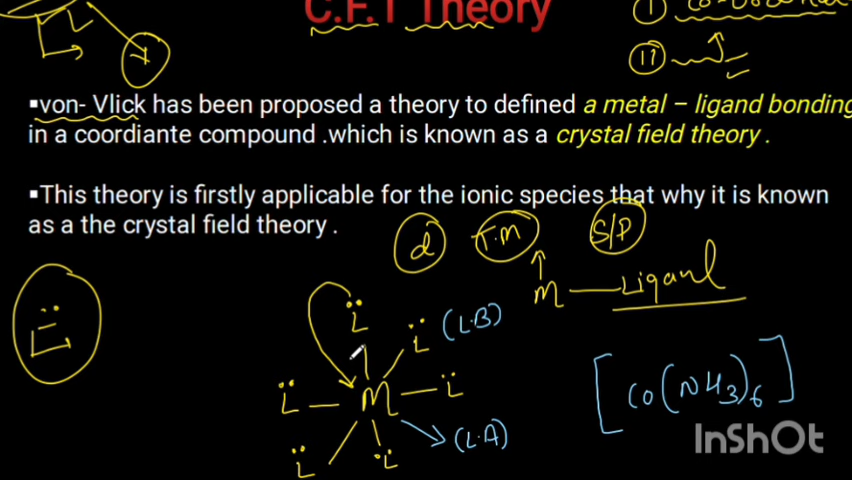 C.F.T Theory
①
②
▪von- Vlick has been proposed a theory to defined a metal – ligand bonding
in a coordiante compound .which is known as a crystal field theory .
▪This theory is firstly applicable for the ionic species that why it is known
as a the crystal field theory .
d T.M S/P
M — Ligand
L (L.B)
L
L — M — L
[Co(NH3)6]
(L.A)
L L
InShOt